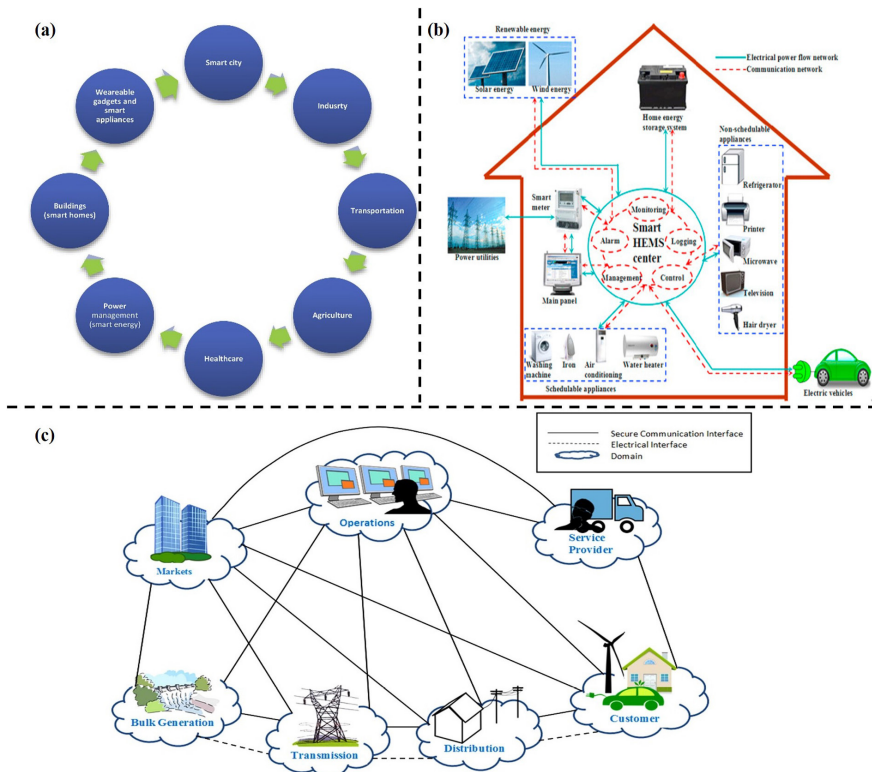 (a)
Smart city
Indusrty
Transportation
Agriculture
Healthcare
Power
management
(smart energy)
Buildings
(smart homes)
Weareable
gadgets and
smart
appliances
(b)
Renewable energy
Solar energy
Wind energy
Electrical power flow network
Communication network
Home energy
storage system
Non-schedulable
appliances
Refrigerator
Printer
Microwave
Television
Hair dryer
Smart
meter
Power utilities
Main panel
Monitoring
Alarm
Smart
HEMS
center
Logging
Management
Control
Washing
machine
Iron
Air
conditioning
Water heater
Schedulable appliances
Electric vehicles
(c)
Secure Communication Interface
Electrical Interface
Domain
Operations
Service
Provider
Markets
Bulk Generation
Transmission
Distribution
Customer